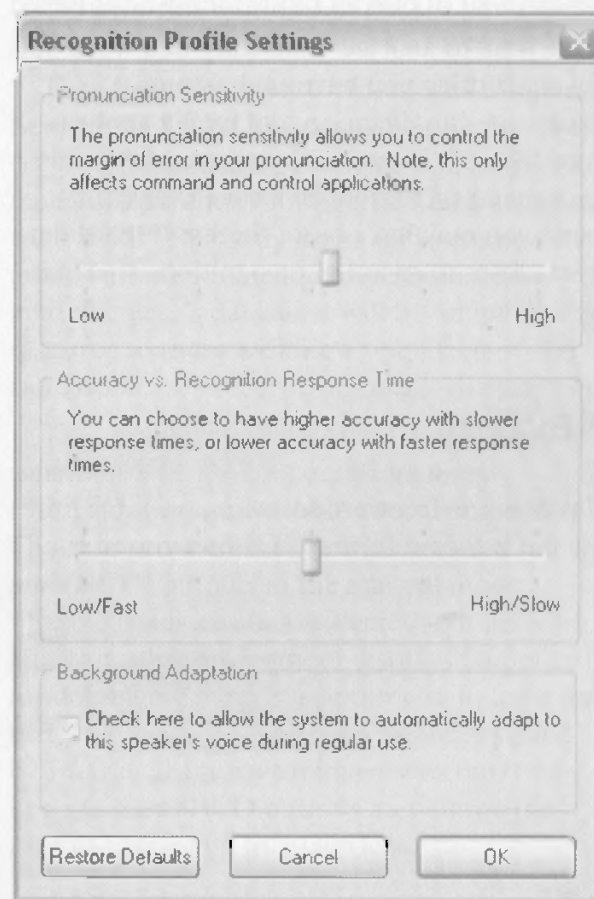 Recognition Profile Settings
Pronunciation Sensitivity
The pronunciation sensitivity allows you to control the
margin of error in your pronunciation. Note, this only
affects command and control applications.
Low High
Accuracy vs. Recognition Response Time
You can choose to have higher accuracy with slower
response times, or lower accuracy with faster response
times.
Low/Fast High/Slow
Background Adaptation
Check here to allow the system to automatically adapt to
this speaker's voice during regular use.
Restore Defaults Cancel OK